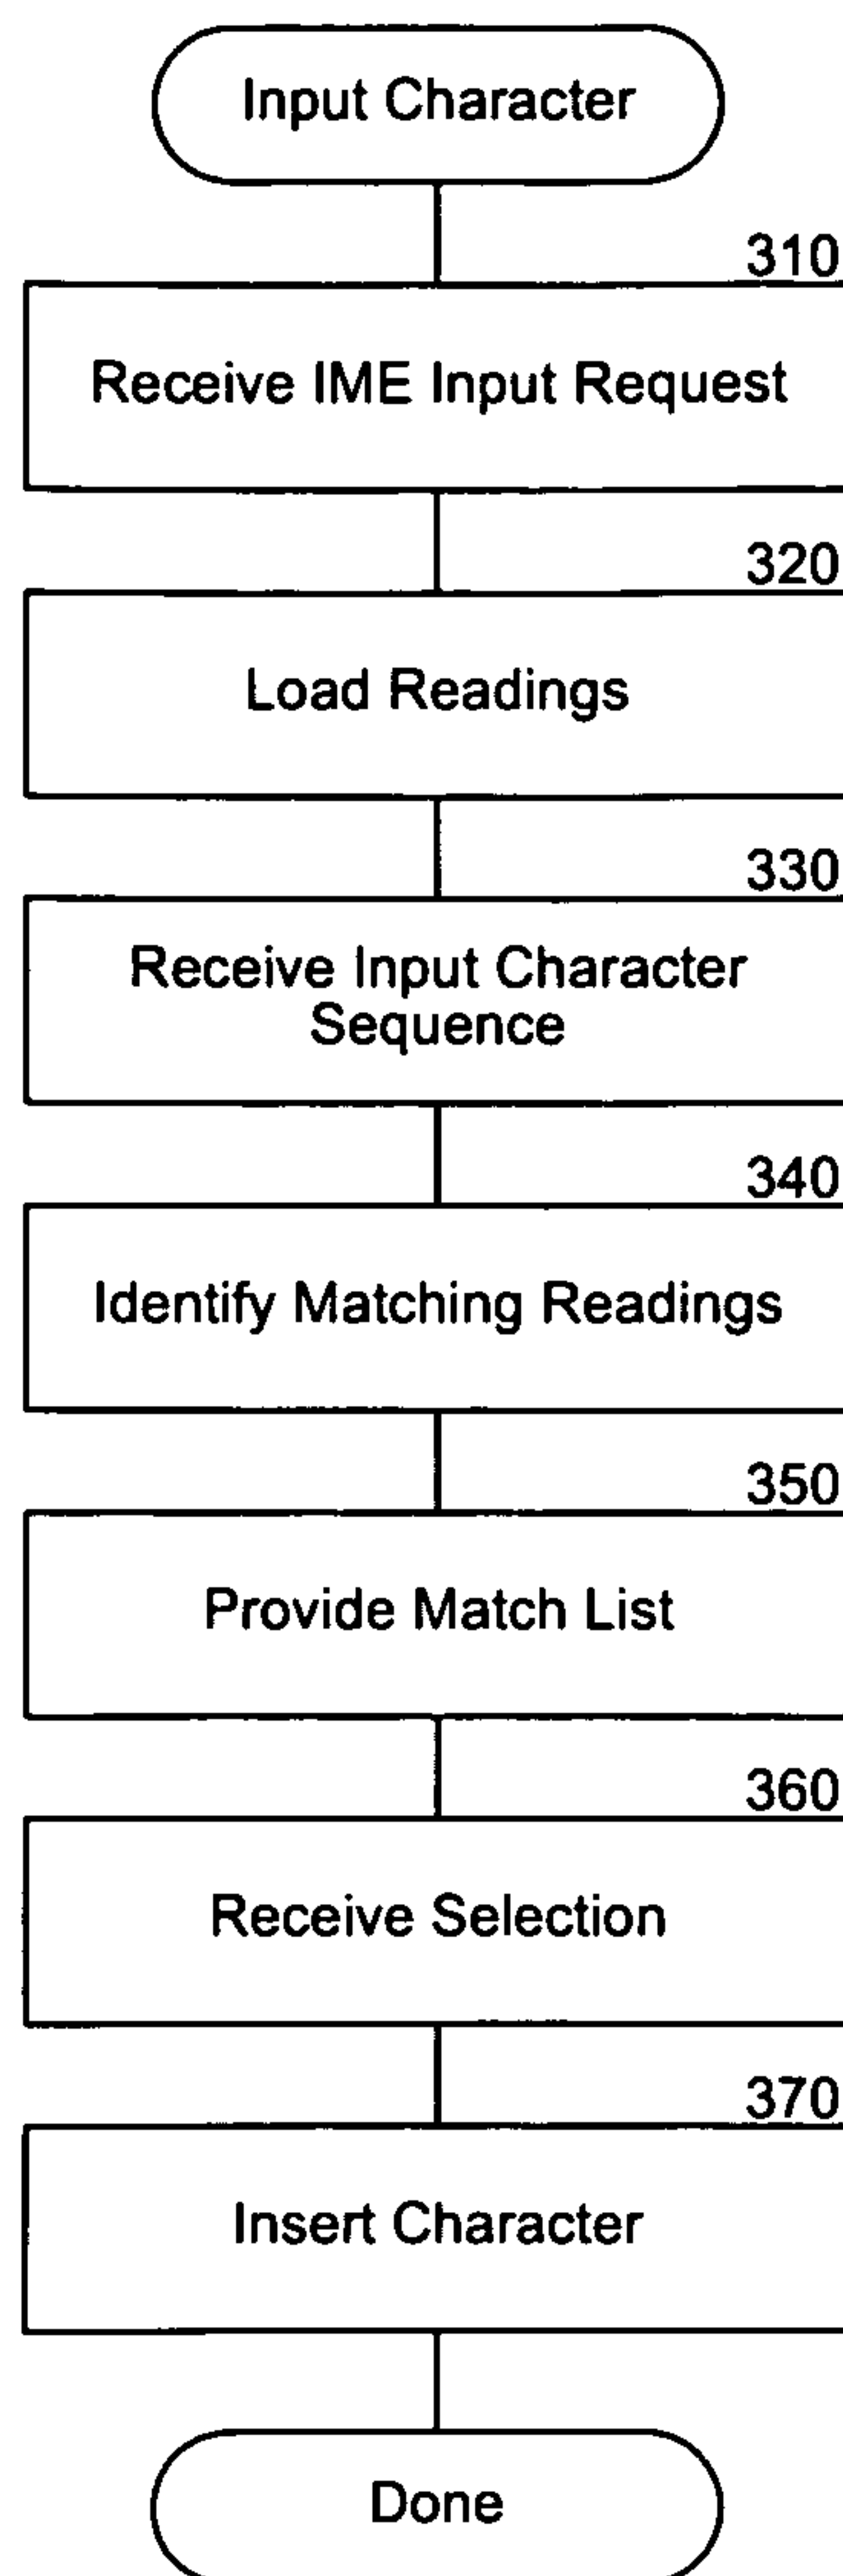 Input Character
310
Receive IME Input Request
320
Load Readings
330
Receive Input Character
Sequence
340
Identify Matching Readings
350
Provide Match List
360
Receive Selection
370
Insert Character
Done